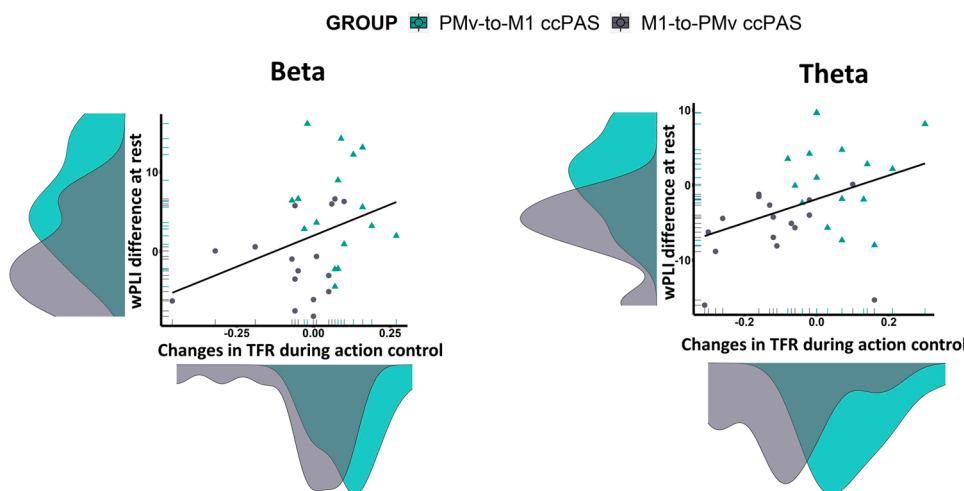 GROUP PMv-to-M1 ccPAS M1-to-PMv ccPAS
Beta
wPLI difference at rest
10
0
-0.25
0.00
0.25
Changes in TFR during action control
Theta
wPLI difference at rest
10
0
-10
-0.2
0.0
0.2
Changes in TFR during action control